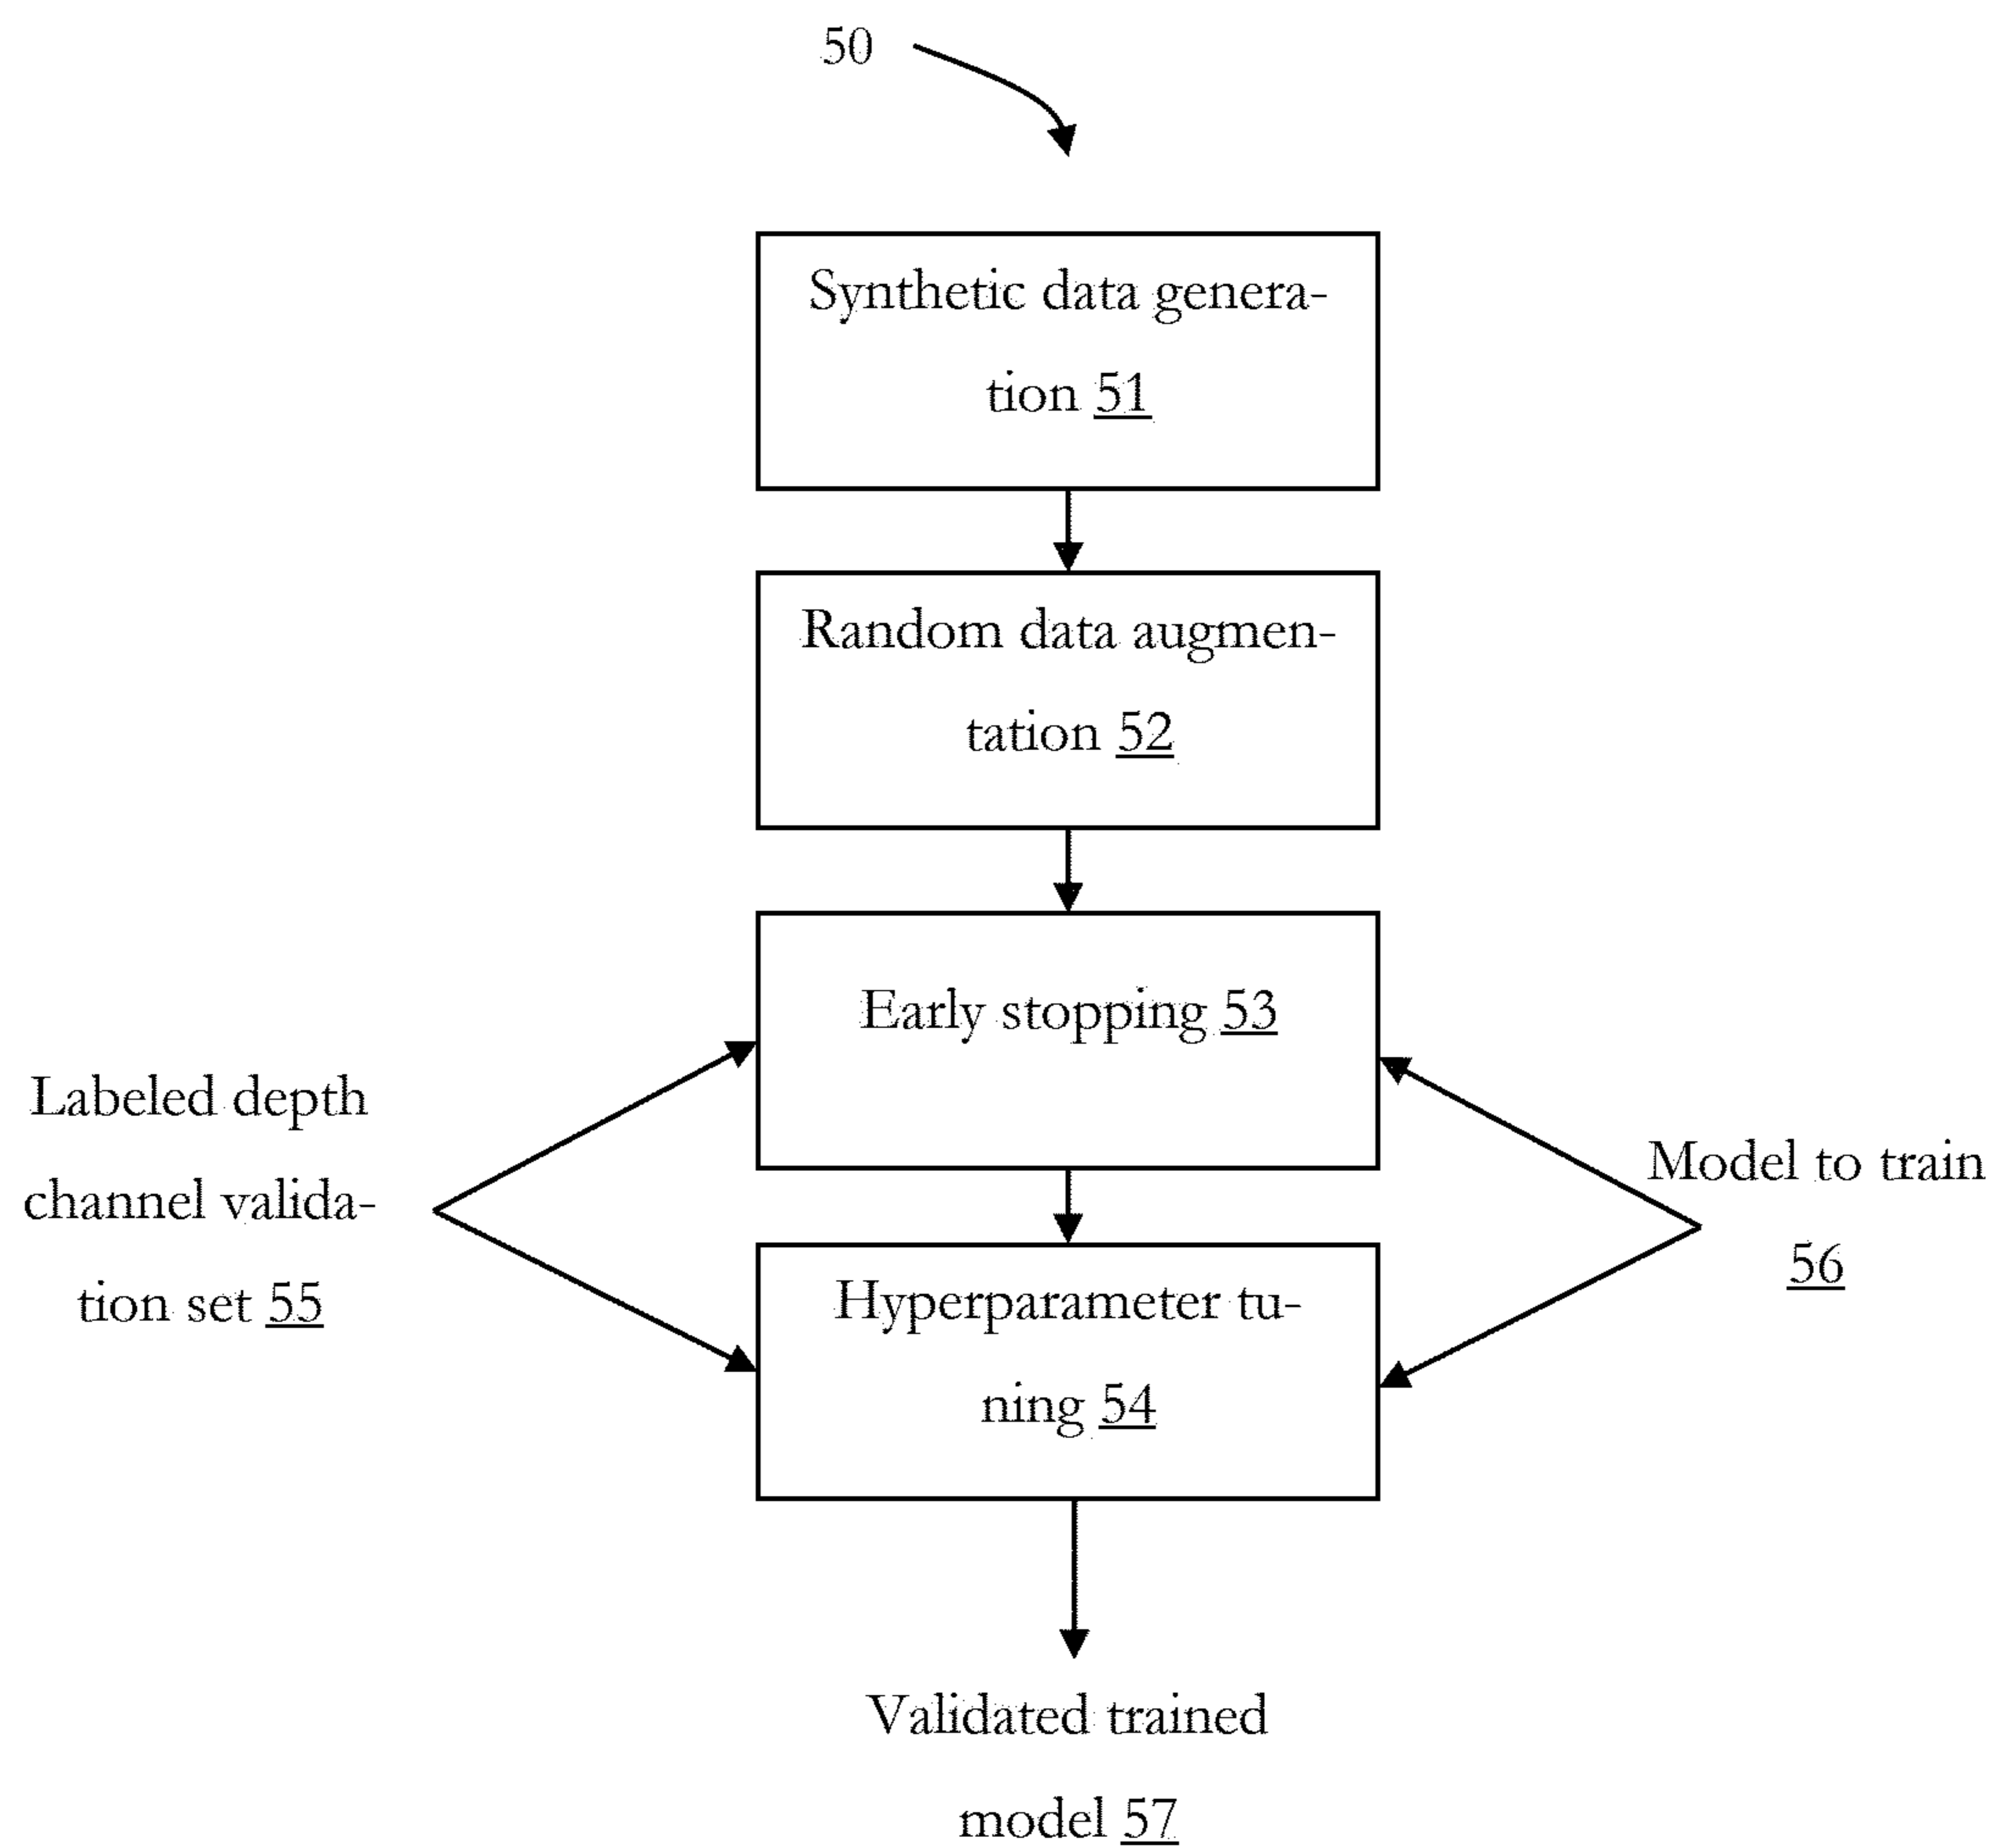 50
Synthetic data genera-
tion 51
Random data augmen-
tation 52
Early stopping 53
Labeled depth
channel valida-
tion set 55
Model to train
56
Hyperparameter tu-
ning 54
Validated trained
model 57